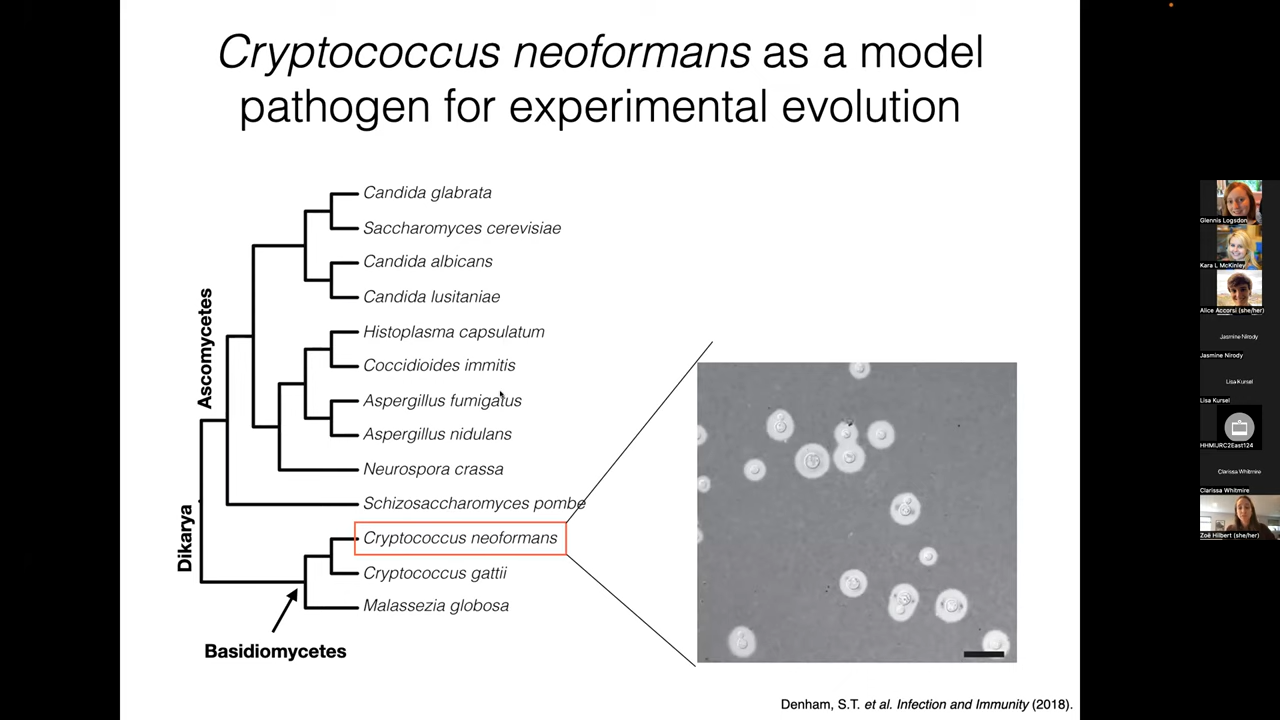 Cryptococcus neoformans as a model
pathogen for experimental evolution
Candida glabrata
Saccharomyces cerevisiae
Candida albicans
Candida lusitaniae
Histoplasma capsulatum
Coccidioides immitis
Aspergillus fumigatus
Aspergillus nidulans
Neurospora crassa
Schizosaccharomyces pombe
Cryptococcus neoformans
Cryptococcus gattii
Malassezia globosa
Ascomycetes
Dikarya
Basidiomycetes
Denham, S.T. et al. Infection and Immunity (2018).
Glennis Logsdon
Kara L McKinley
Alice Accorsi (she/her)
Jasmine Nirody
Jasmine Nirody
Lisa Kursel
Lisa Kursel
HHMIJRC2East124
Clarissa Whitmire
Clarissa Whitmire
Zoë Hilbert (she/her)